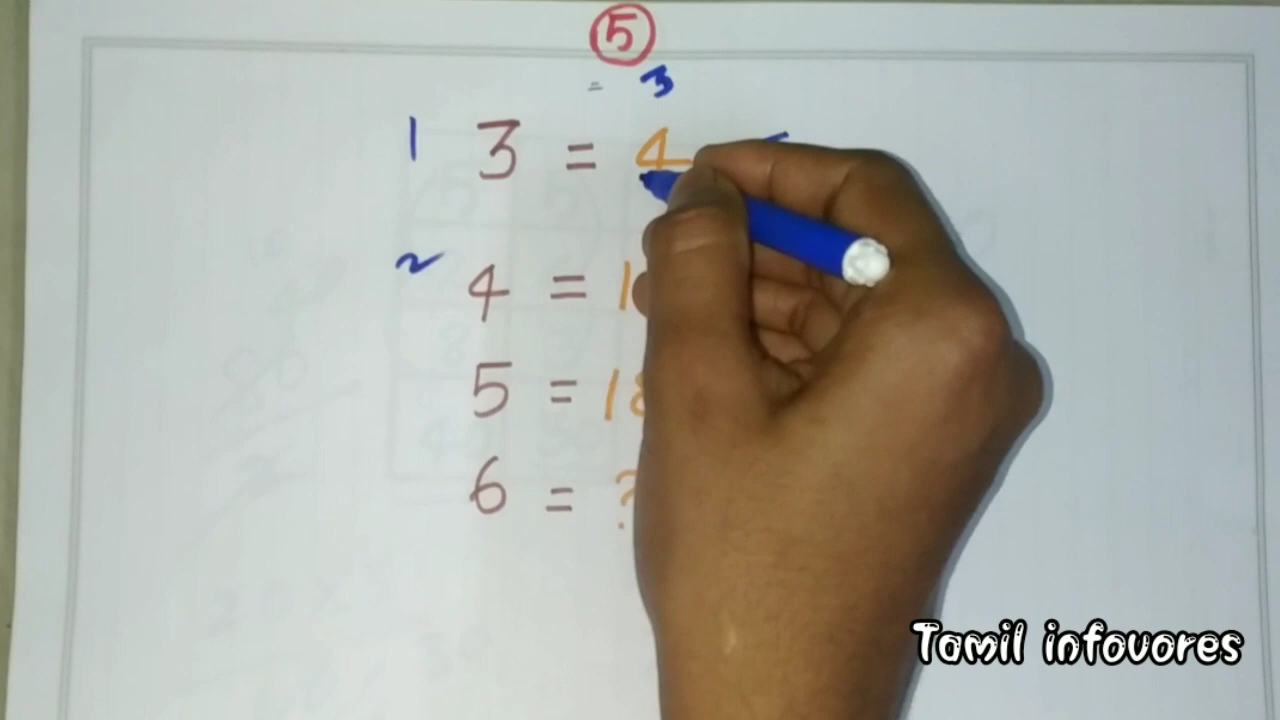 5
= 3
1 3 = 4
2 4 = 1
5 = 18
6 = ?
Tamil infovores